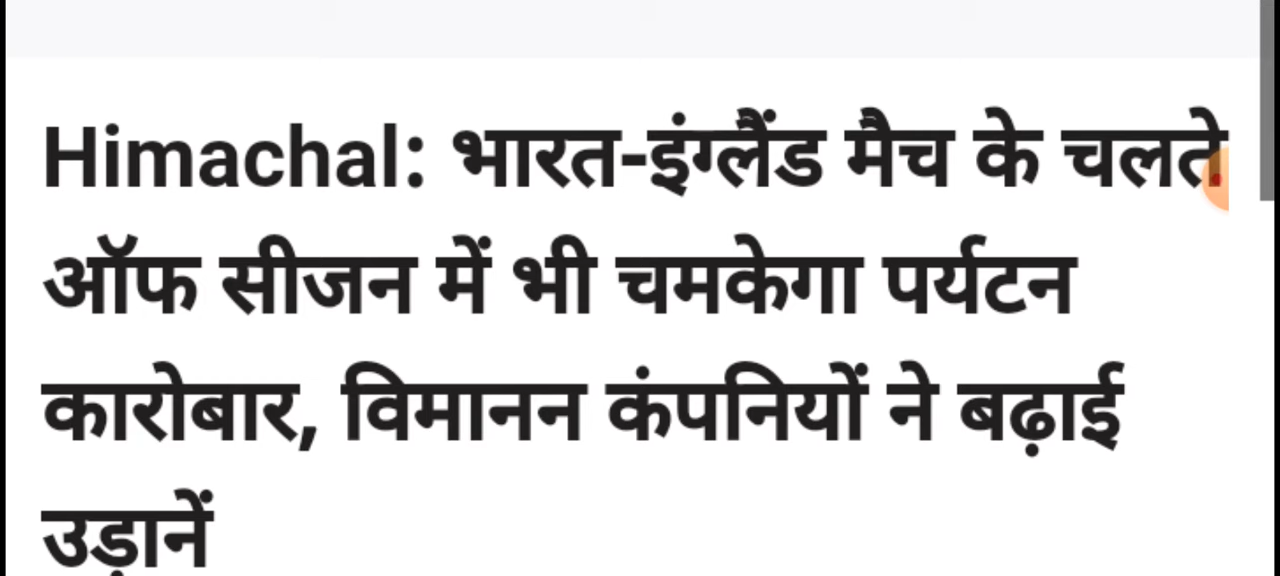 Himachal: भारत-इंग्लैंड मैच के चलते
ऑफ सीजन में भी चमकेगा पर्यटन
कारोबार, विमानन कंपनियों ने बढ़ाई
उड़ानें